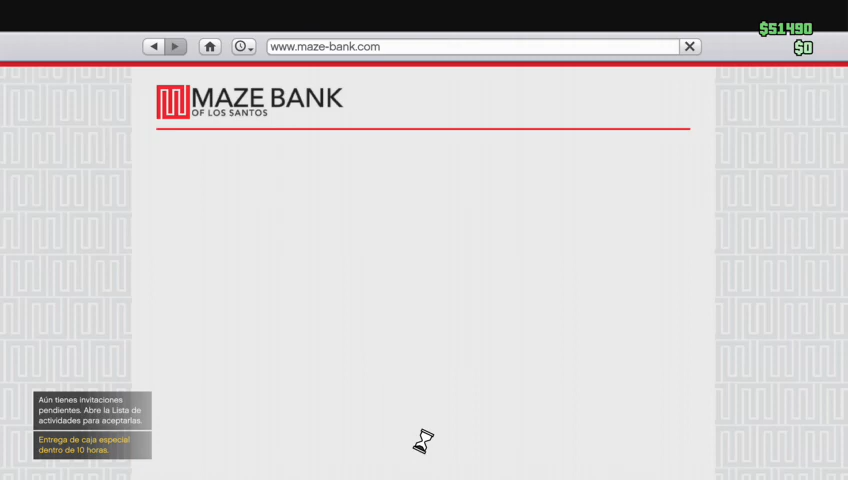 $51490
$0
www.maze-bank.com
MAZE BANK
OF LOS SANTOS
Aún tienes invitaciones
pendientes. Abre la Lista de
actividades para aceptarlas.
Entrega de caja especial
dentro de 10 horas.